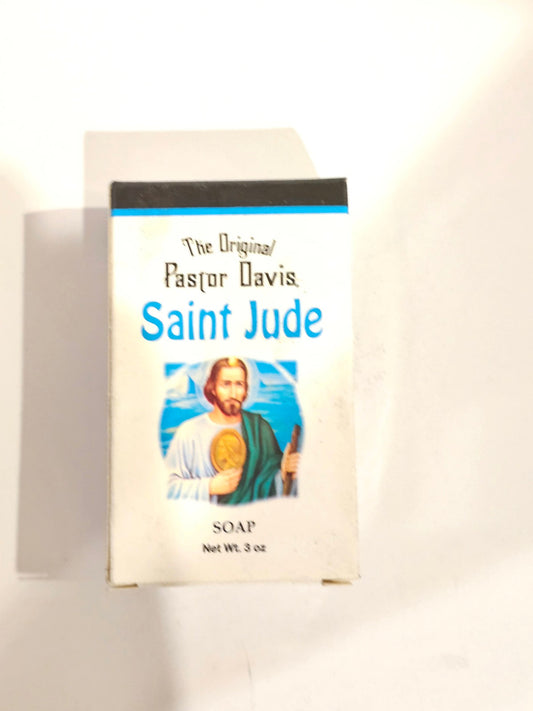 The Original
Pastor Davis
Saint Jude
SOAP
Net Wt. 3 oz